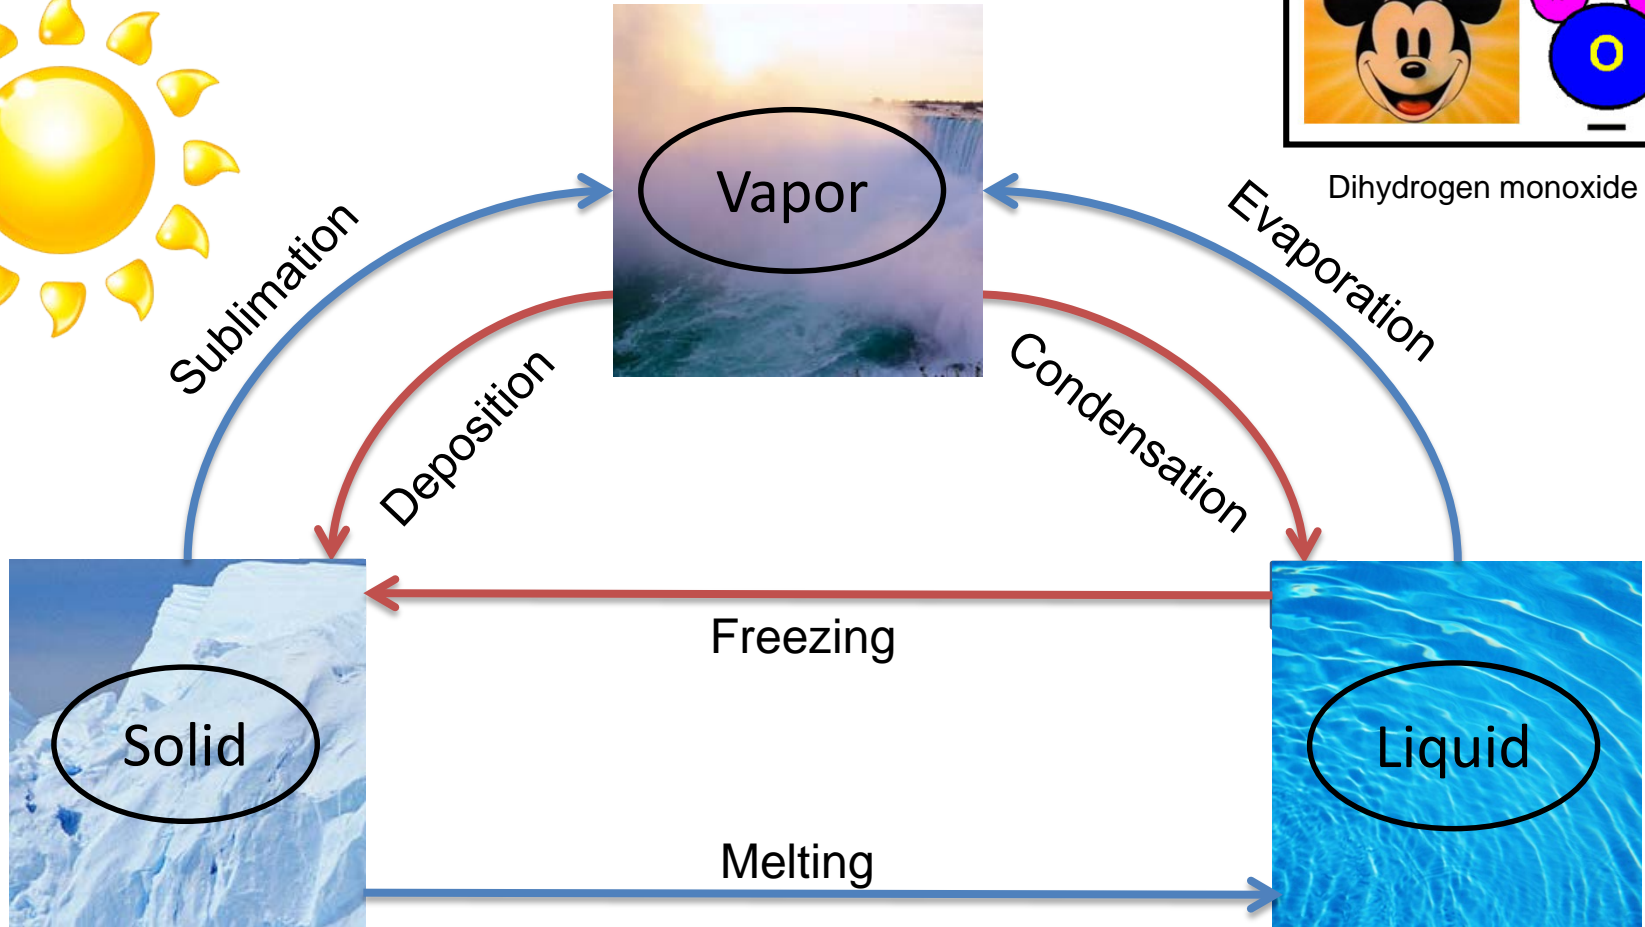 O
Vapor
Dihydrogen monoxide
Sublimation
Evaporation
Deposition
Condensation
Freezing
Solid
Liquid
Melting